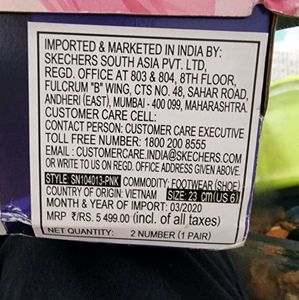 IMPORTED & MARKETED IN INDIA BY:
SKECHERS SOUTH ASIA PVT. LTD,
REGD. OFFICE AT 803 & 804, 8TH FLOOR,
FULCRUM "B" WING, CTS NO. 48, SAHAR ROAD,
ANDHERI (EAST), MUMBAI - 400 099, MAHARASHTRA.
CUSTOMER CARE CELL:
CONTACT PERSON: CUSTOMER CARE EXECUTIVE
TOLL FREE NUMBER: 1800 200 8555
EMAIL : CUSTOMERCARE.INDIA@SKECHERS.COM
OR WRITE TO US ON REGD. OFFICE ADDRESS GIVEN ABOVE.
STYLE: SN104013-PNK COMMODITY: FOOTWEAR (SHOE)
COUNTRY OF ORIGIN: VIETNAM SIZE: 23 cm (US 6)
MONTH & YEAR OF IMPORT: 03/2020
MRP ₹/RS. 5 499.00 (incl. of all taxes)
NET QUANTITY: 2 NUMBER (1 PAIR)